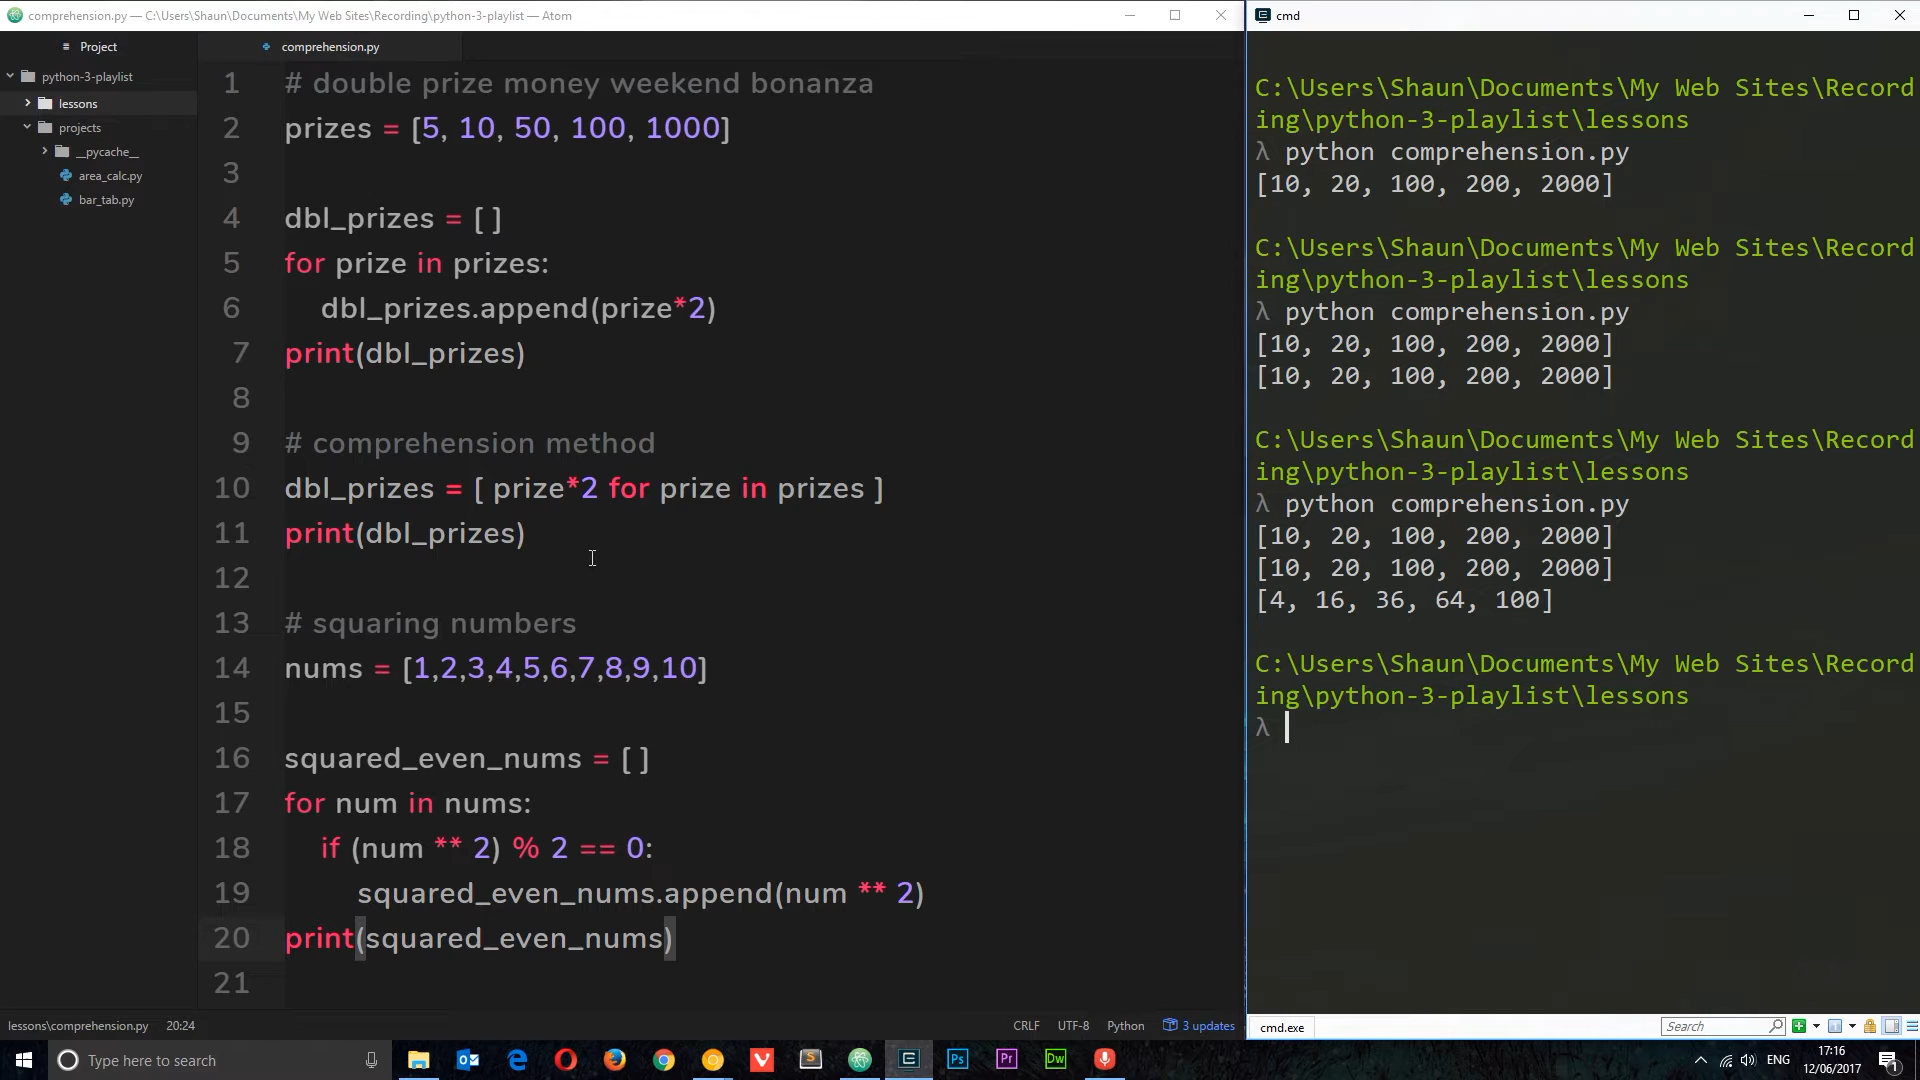 comprehension.py — C:\Users\Shaun\Documents\My Web Sites\Recording\python-3-playlist — Atom
Project
python-3-playlist
lessons
projects
__pycache__
area_calc.py
bar_tab.py
comprehension.py
1 # double prize money weekend bonanza
2 prizes = [5, 10, 50, 100, 1000]
3
4 dbl_prizes = []
5 for prize in prizes:
6 dbl_prizes.append(prize*2)
7 print(dbl_prizes)
8
9 # comprehension method
10 dbl_prizes = [ prize*2 for prize in prizes ]
11 print(dbl_prizes)
12
13 # squaring numbers
14 nums = [1,2,3,4,5,6,7,8,9,10]
15
16 squared_even_nums = []
17 for num in nums:
18 if (num ** 2) % 2 == 0:
19 squared_even_nums.append(num ** 2)
20 print(squared_even_nums)
21
lessons\comprehension.py 20:24
CRLF UTF-8 Python 3 updates
cmd
C:\Users\Shaun\Documents\My Web Sites\Record
ing\python-3-playlist\lessons
λ python comprehension.py
[10, 20, 100, 200, 2000]
C:\Users\Shaun\Documents\My Web Sites\Record
ing\python-3-playlist\lessons
λ python comprehension.py
[10, 20, 100, 200, 2000]
[10, 20, 100, 200, 2000]
C:\Users\Shaun\Documents\My Web Sites\Record
ing\python-3-playlist\lessons
λ python comprehension.py
[10, 20, 100, 200, 2000]
[10, 20, 100, 200, 2000]
[4, 16, 36, 64, 100]
C:\Users\Shaun\Documents\My Web Sites\Record
ing\python-3-playlist\lessons
λ
cmd.exe
Search
Type here to search
Ps
Pr
Dw
ENG
17:16
12/06/2017
1